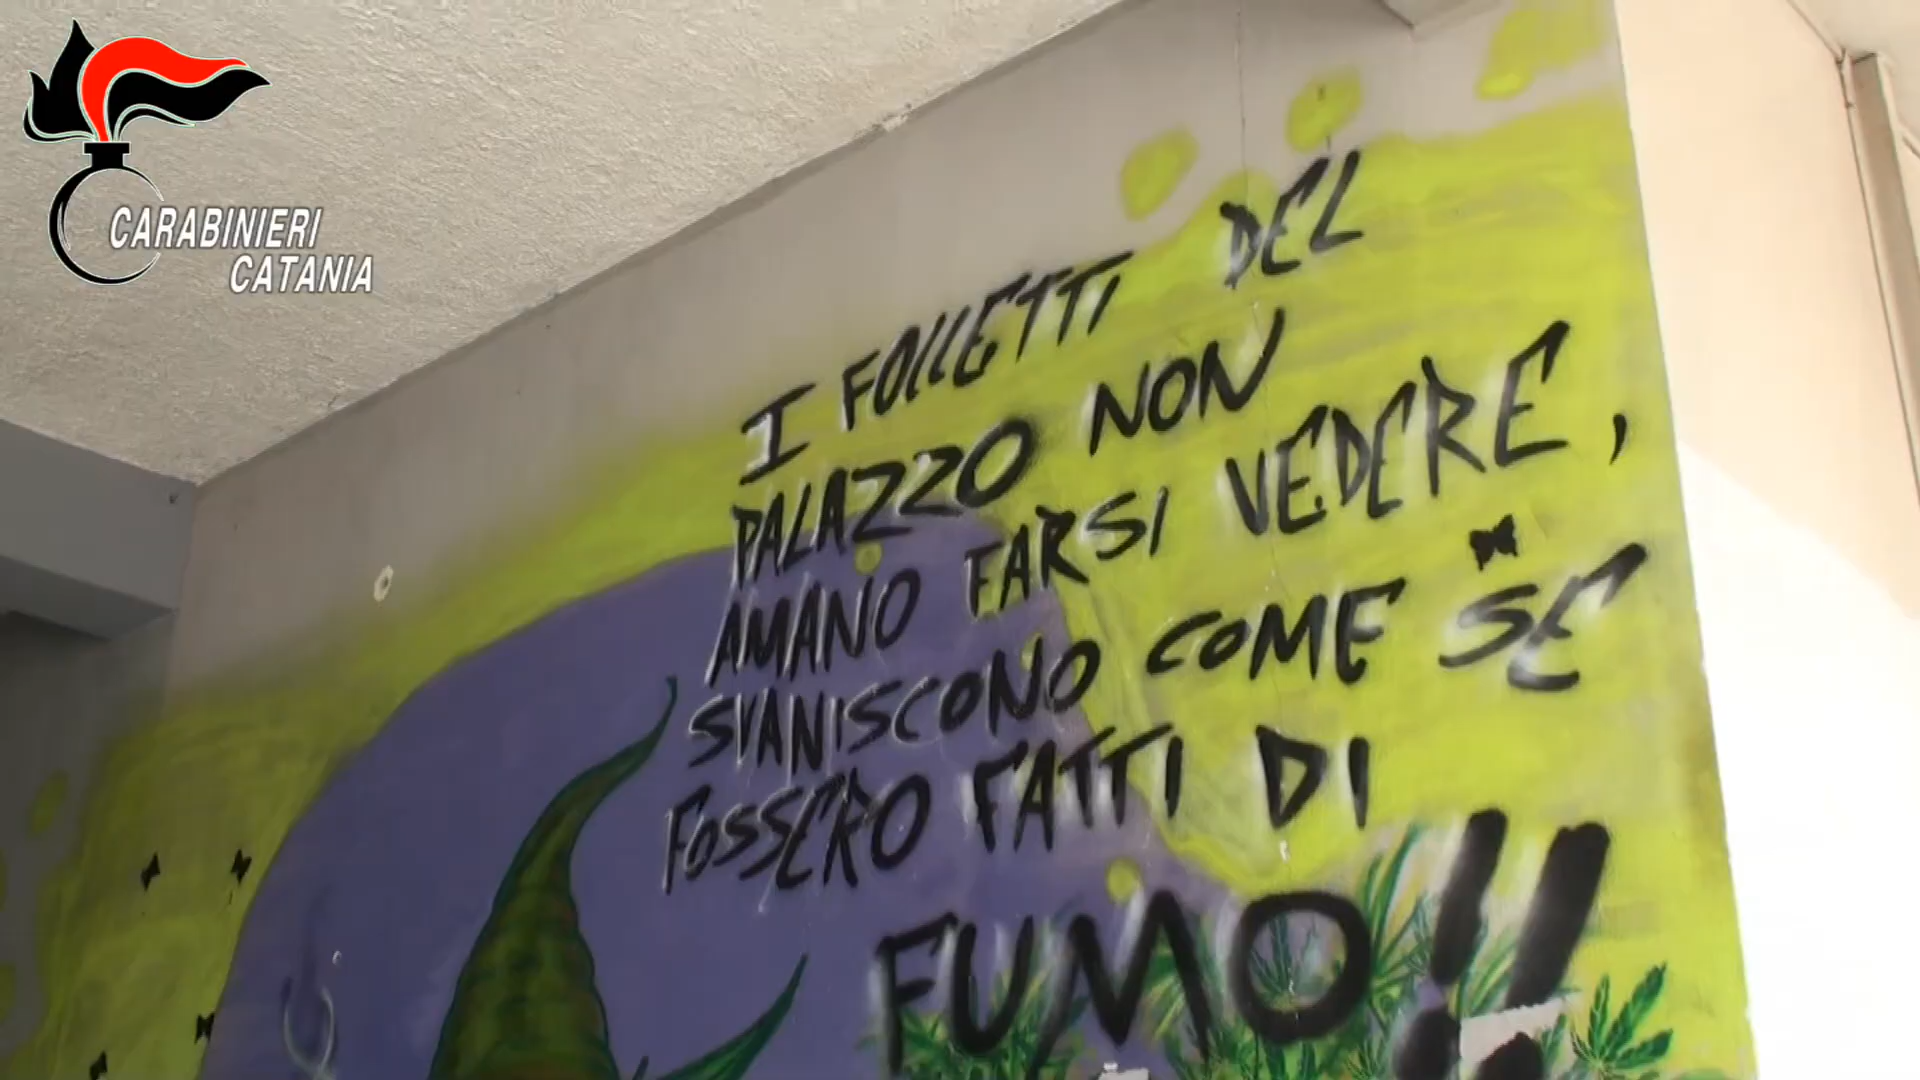 CARABINIERI
CATANIA
I FOLLETTI DEL
PALAZZO NON
AMANO FARSI VEDERE,
SVANISCONO COME SE
FOSSERO FATTI DI
FUMO!!